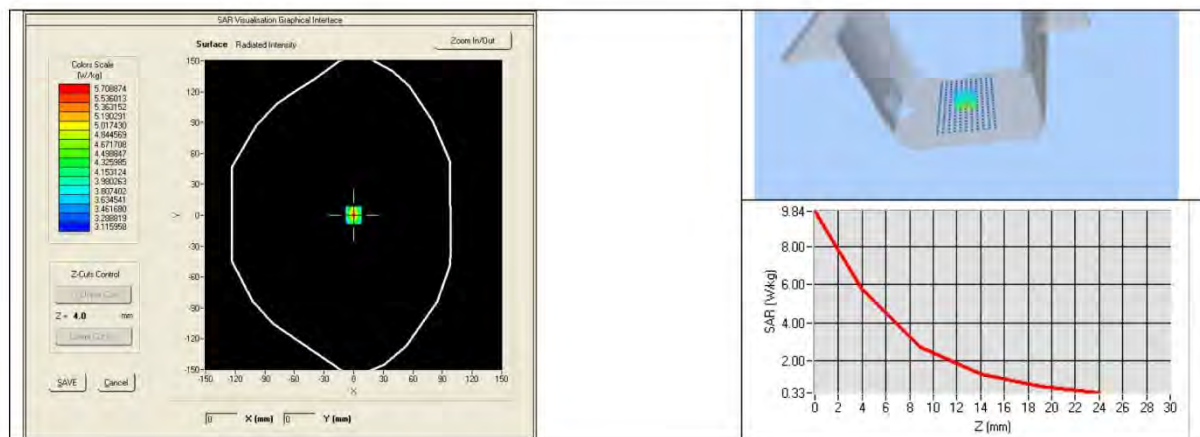 SAR Visualisation Graphical Interface
Surface Radiated Intensity
Zoom In/Out
Colors Scale
(W/kg)
5.708874
5.536013
5.363152
5.190291
5.017430
4.844569
4.671708
4.498847
4.325985
4.153124
3.980263
3.807402
3.634541
3.461680
3.288819
3.115958
150
120
90
60
30
0
-30
-60
-90
-120
-150
Y
-150 -120 -90 -60 -30 0 30 60 90 120 150
X
Z-Cuts Control
Z = 4.0 mm
SAVE Cancel
0 X (mm) 0 Y (mm)
9.84
8.00
6.00
4.00
2.00
0.33
SAR (W/kg)
0 2 4 6 8 10 12 14 16 18 20 22 24 26 28 30
Z (mm)